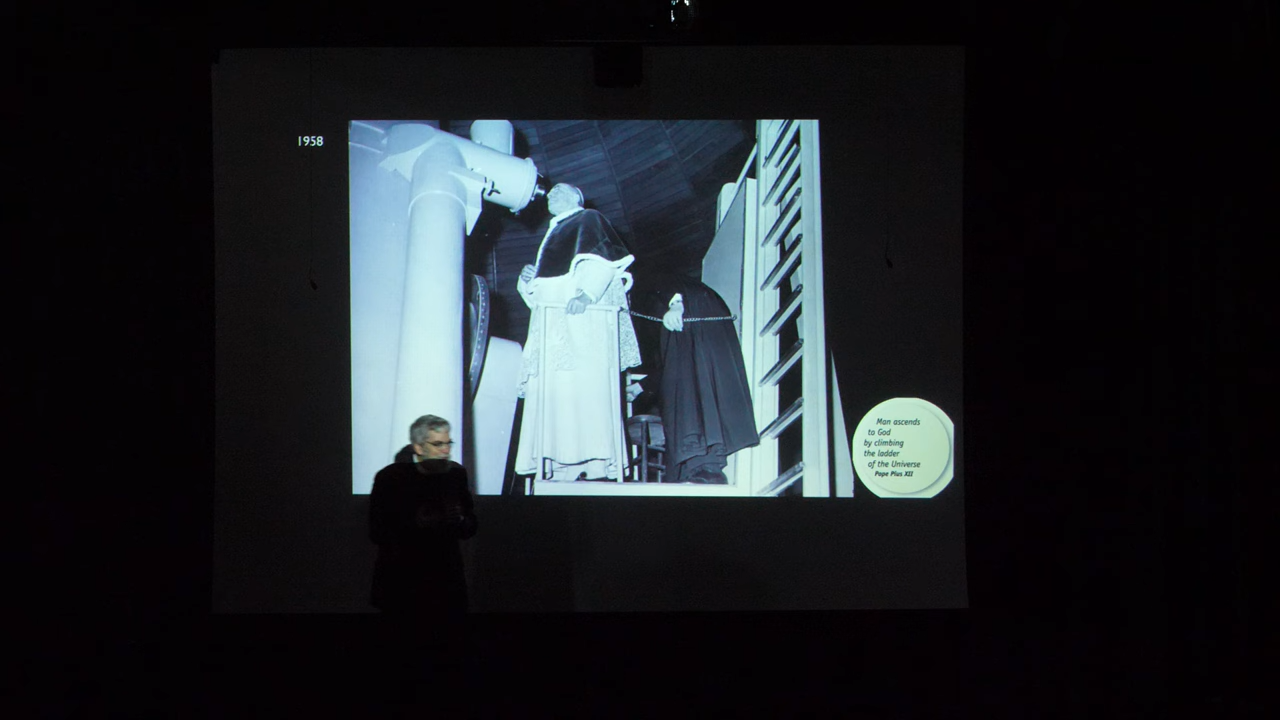 1958
Man ascends
to God
by climbing
the ladder
of the Universe
Pope Pius XII